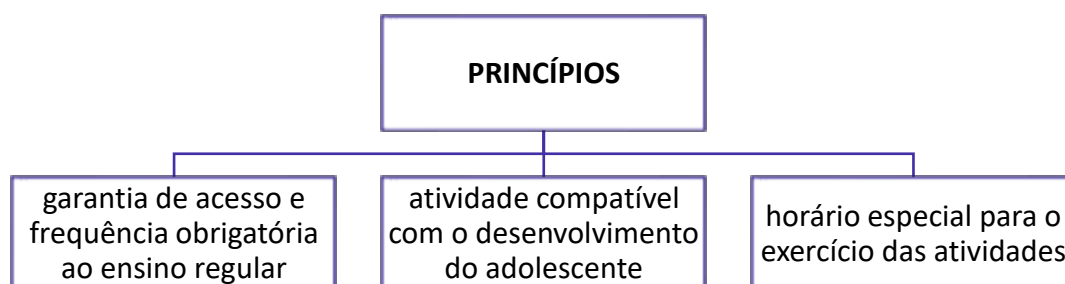 PRINCÍPIOS
garantia de acesso e
frequência obrigatória
ao ensino regular
atividade compatível
com o desenvolvimento
do adolescente
horário especial para o
exercício das atividades